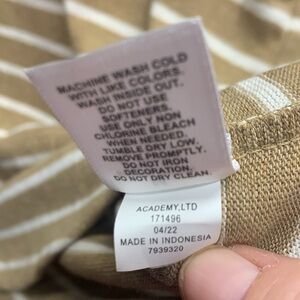 MACHINE WASH COLD
WITH LIKE COLORS.
WASH INSIDE OUT.
DO NOT USE
SOFTENERS.
USE ONLY NON
CHLORINE BLEACH
WHEN NEEDED.
TUMBLE DRY LOW.
REMOVE PROMPTLY.
DO NOT IRON
DECORATION.
DO NOT DRY CLEAN.
ACADEMY,LTD
171496
04/22
MADE IN INDONESIA
7939320